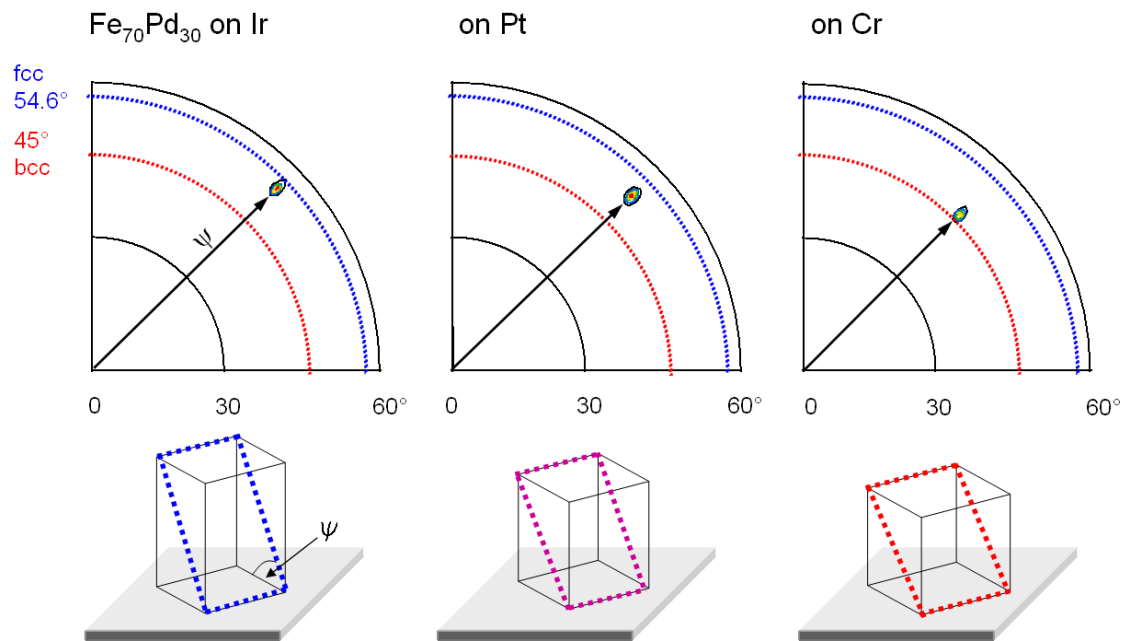 Fe₇₀Pd₃₀ on Ir
on Pt
on Cr
fcc
54.6°
45°
bcc
ψ
0 30 60°
0 30 60°
0 30 60°
ψ